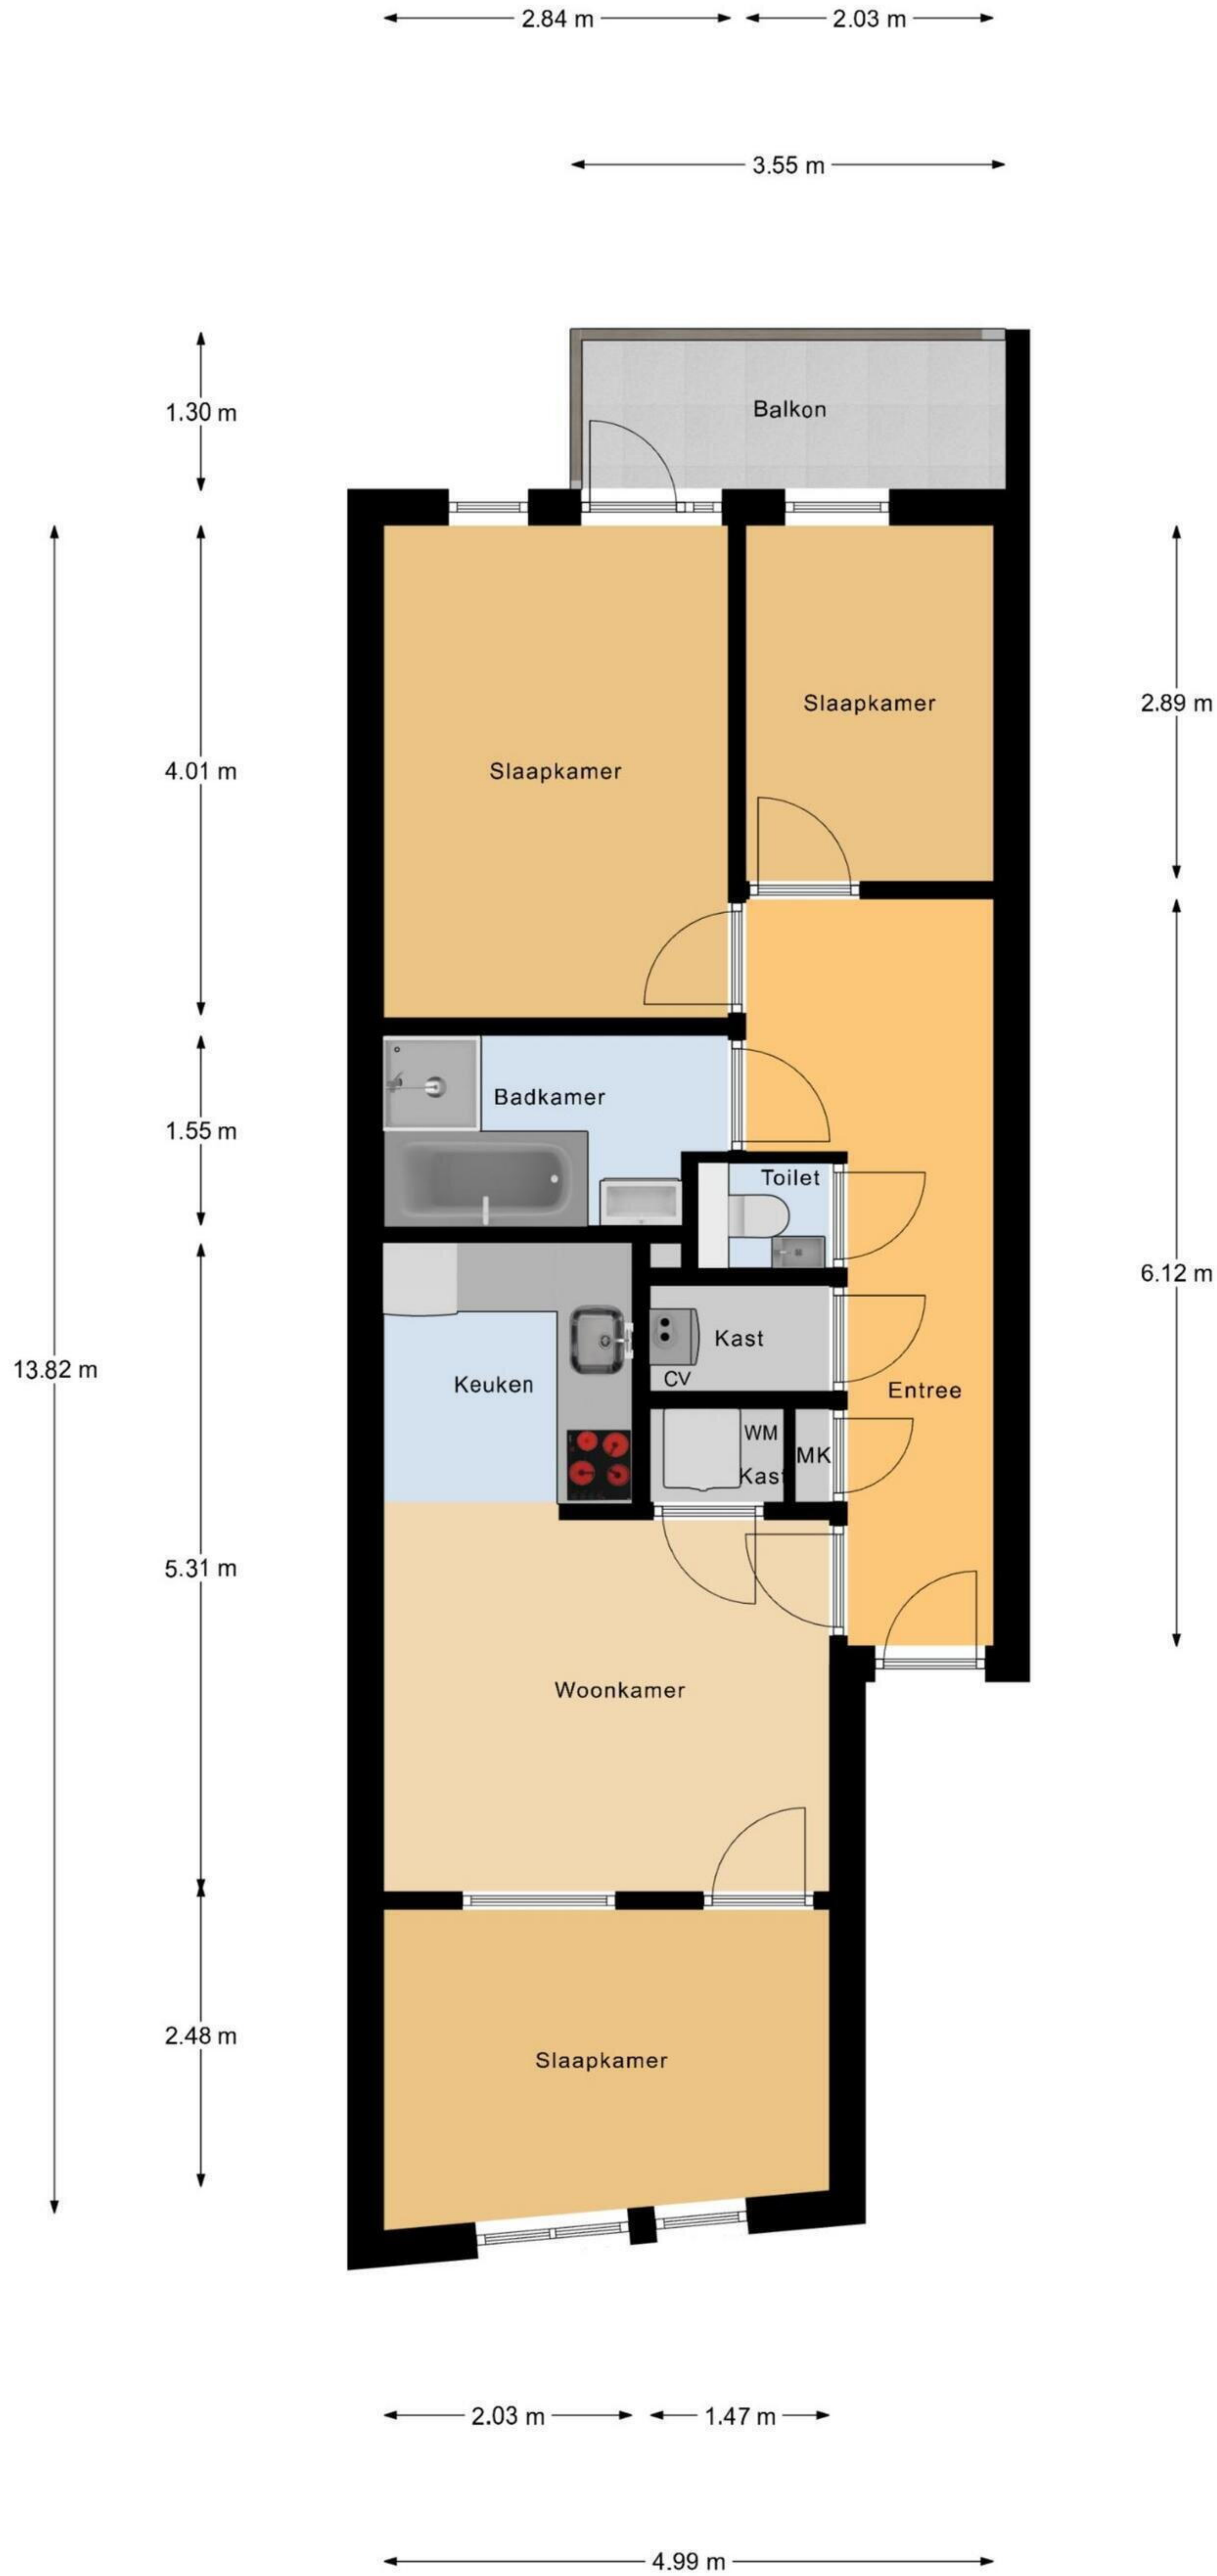 2.84 m
2.03 m
3.55 m
1.30 m
Balkon
4.01 m
Slaapkamer
2.89 m
Slaapkamer
1.55 m
Badkamer
Toilet
6.12 m
13.82 m
Keuken
Kast
CV
Entree
WM
Kast
MK
5.31 m
Woonkamer
2.48 m
Slaapkamer
2.03 m
1.47 m
4.99 m